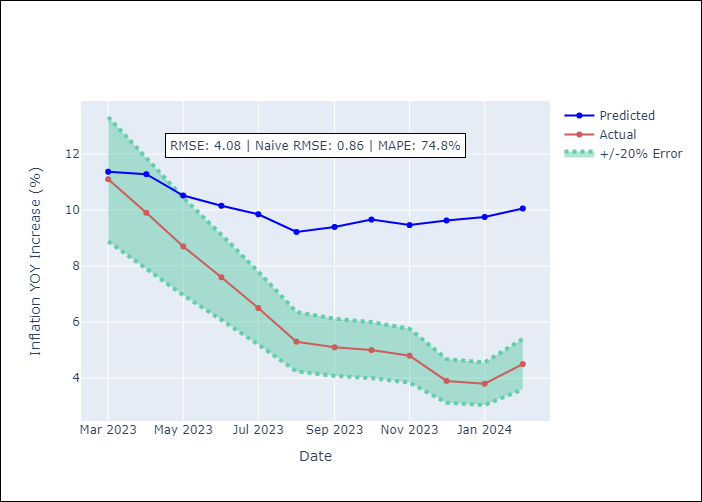 RMSE: 4.08 | Naive RMSE: 0.86 | MAPE: 74.8%
Predicted
Actual
+/-20% Error
Inflation YOY Increase (%)
12
10
8
6
4
Mar 2023 May 2023 Jul 2023 Sep 2023 Nov 2023 Jan 2024
Date